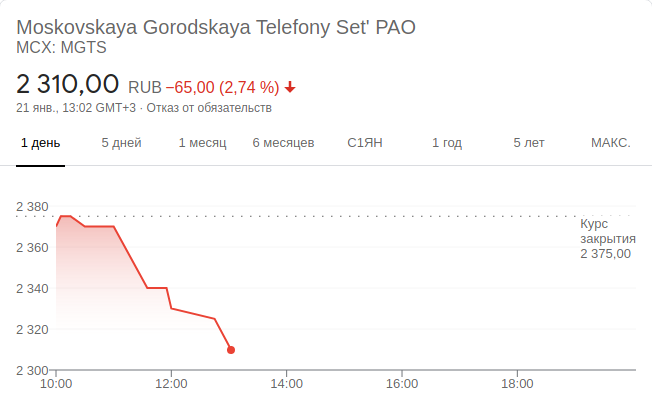 Moskovskaya Gorodskaya Telefony Set' PAO
MCX: MGTS
2 310,00 RUB −65,00 (2,74 %)
21 янв., 13:02 GMT+3 · Отказ от обязательств
1 день 5 дней 1 месяц 6 месяцев С1ЯН 1 год 5 лет МАКС.
2 380
Курс
закрытия
2 375,00
2 360
2 340
2 320
2 300
10:00 12:00 14:00 16:00 18:00